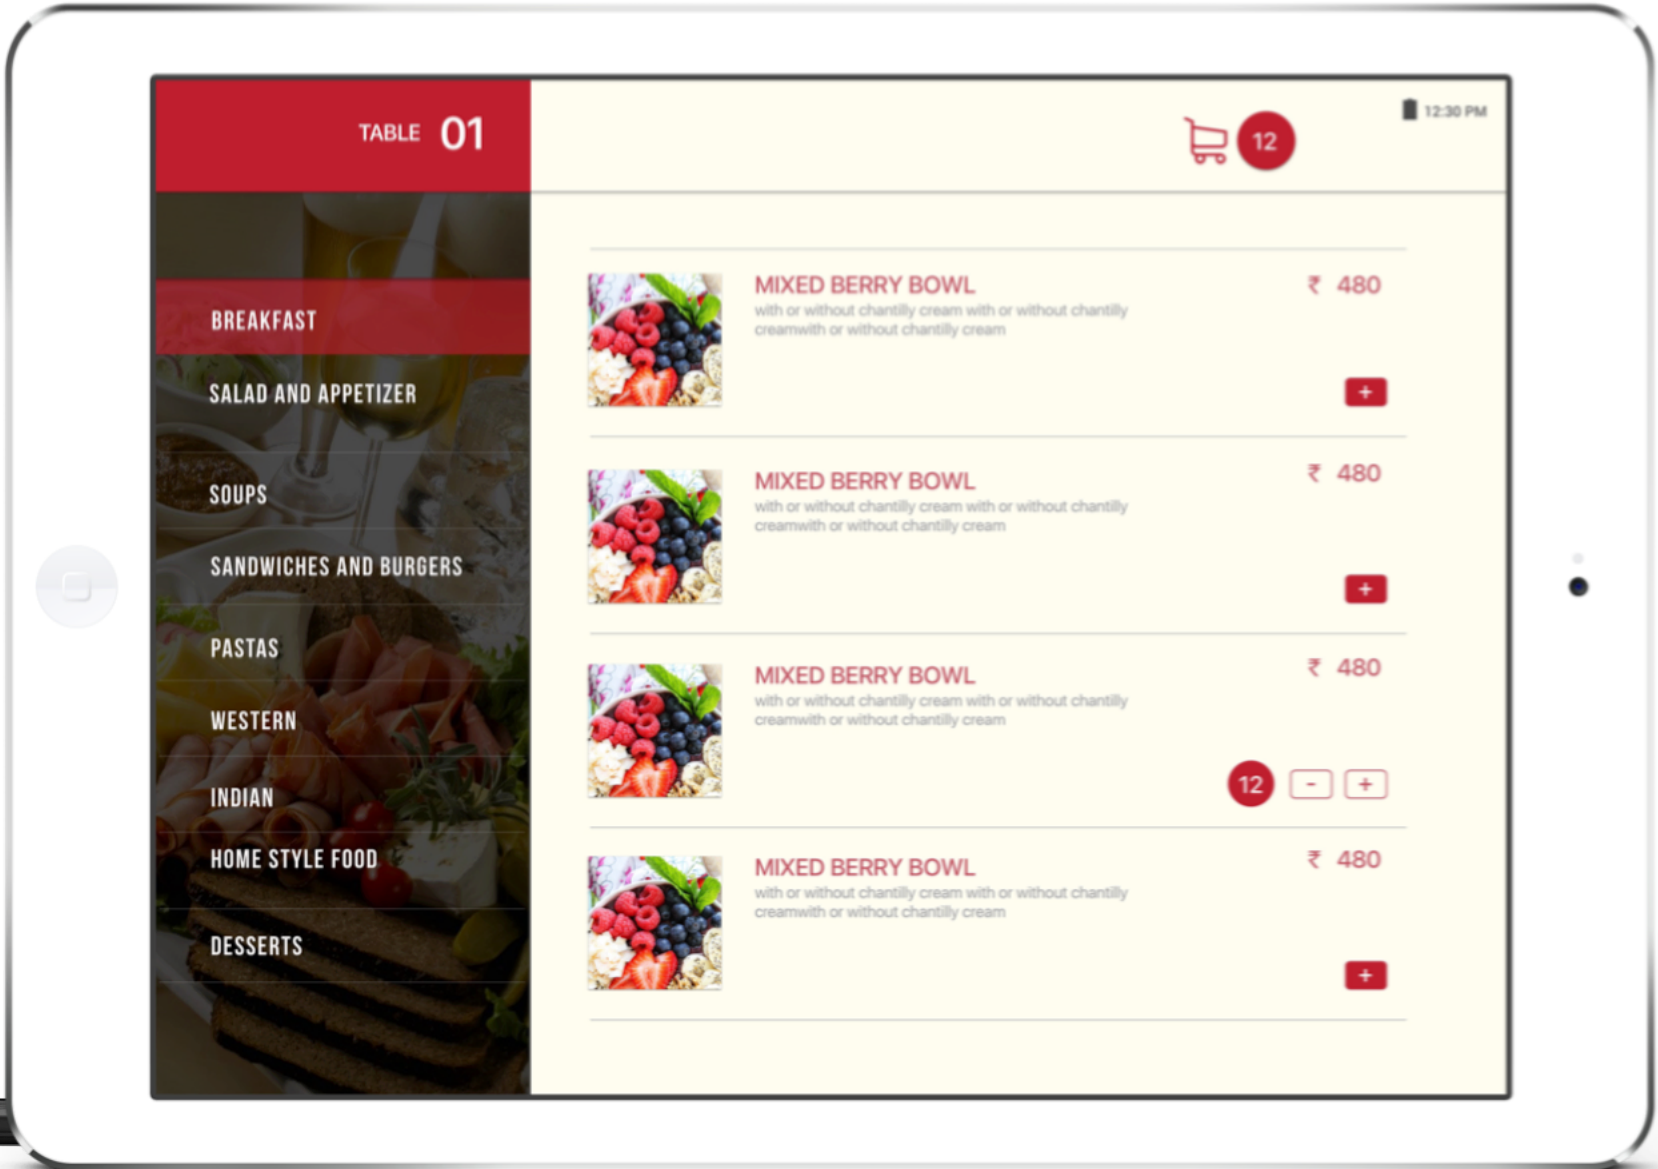 TABLE 01
12
12:30 PM
BREAKFAST
SALAD AND APPETIZER
SOUPS
SANDWICHES AND BURGERS
PASTAS
WESTERN
INDIAN
HOME STYLE FOOD
DESSERTS
MIXED BERRY BOWL
₹ 480
with or without chantilly cream with or without chantilly
creamwith or without chantilly cream
+
MIXED BERRY BOWL
₹ 480
with or without chantilly cream with or without chantilly
creamwith or without chantilly cream
+
MIXED BERRY BOWL
₹ 480
with or without chantilly cream with or without chantilly
creamwith or without chantilly cream
12 - +
MIXED BERRY BOWL
₹ 480
with or without chantilly cream with or without chantilly
creamwith or without chantilly cream
+